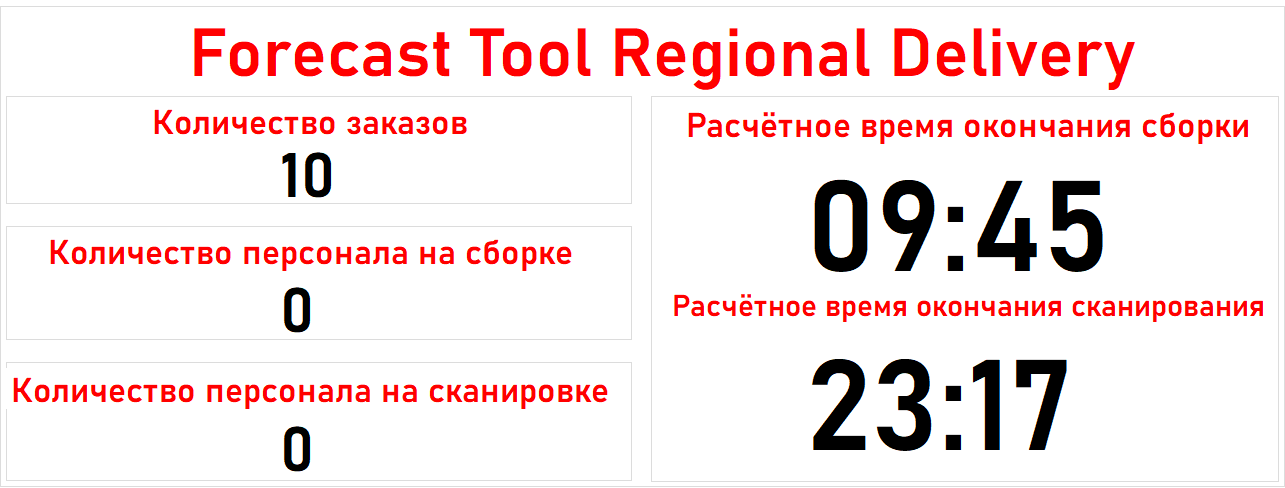 Forecast Tool Regional Delivery
Количество заказов
10
Количество персонала на сборке
0
Количество персонала на сканировке
0
Расчётное время окончания сборки
09:45
Расчётное время окончания сканирования
23:17